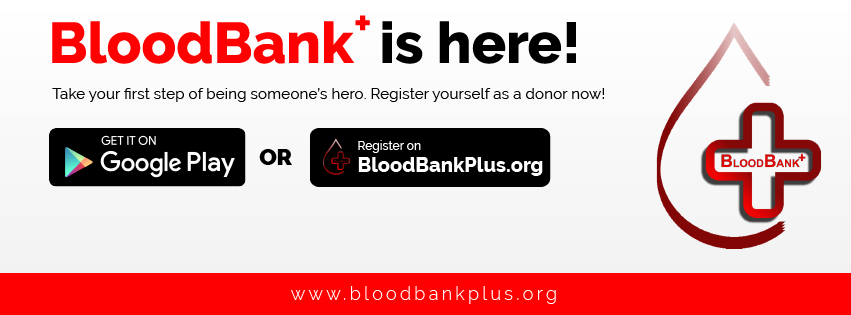 BloodBank+ is here!
Take your first step of being someone's hero. Register yourself as a donor now!
GET IT ON
Google Play
OR
Register on
BloodBankPlus.org
BLOODBANK+
www.bloodbankplus.org